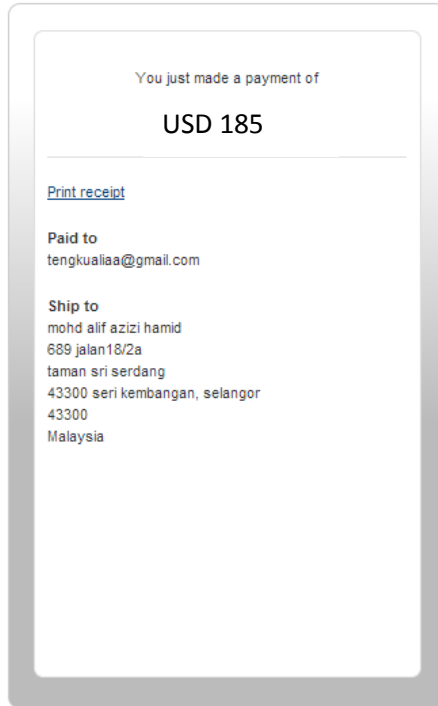 You just made a payment of
USD 185
Print receipt
Paid to
tengkualiaa@gmail.com
Ship to
mohd alif azizi hamid
689 jalan18/2a
taman sri serdang
43300 seri kembangan, selangor
43300
Malaysia